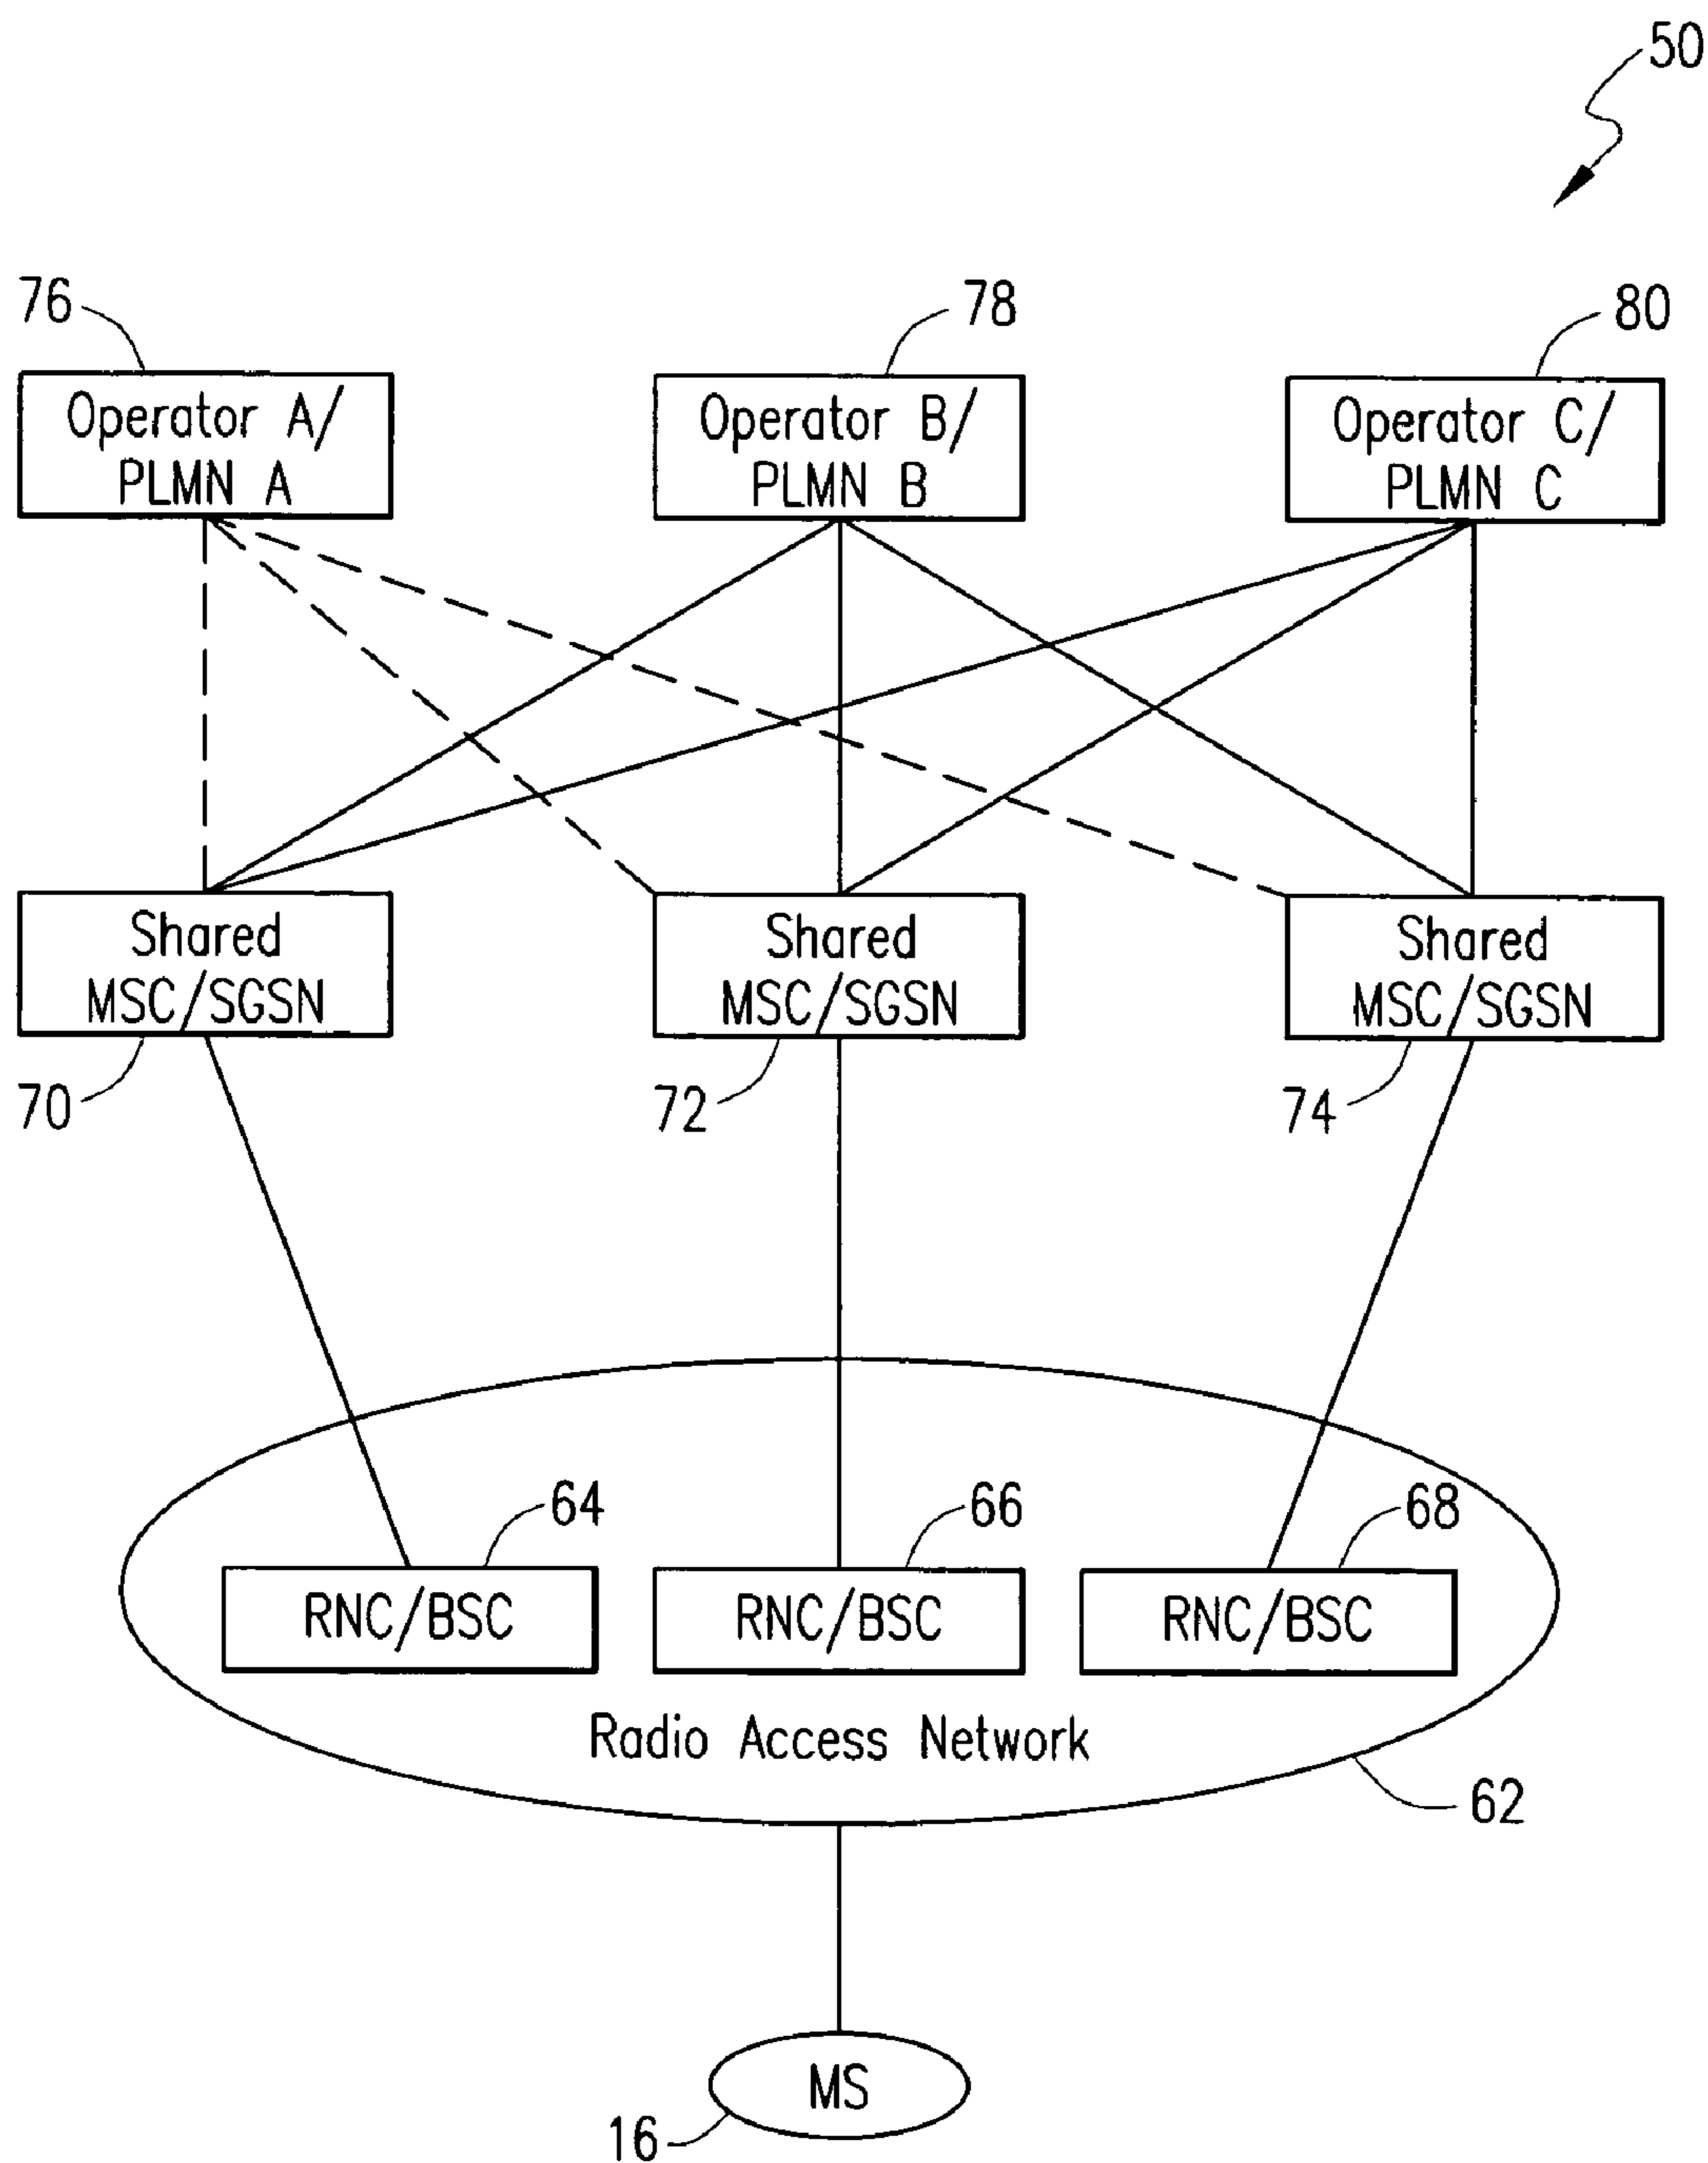 50
76
78
80
Operator A/
PLMN A
Operator B/
PLMN B
Operator C/
PLMN C
Shared
MSC/SGSN
Shared
MSC/SGSN
Shared
MSC/SGSN
70
72
74
64
66
68
RNC/BSC
RNC/BSC
RNC/BSC
Radio Access Network
62
MS
16